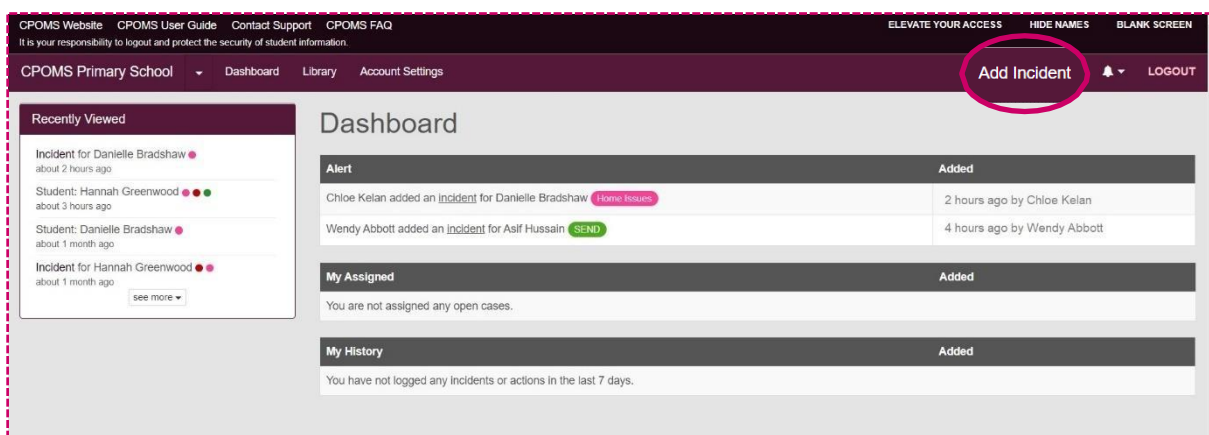 CPOMS Website CPOMS User Guide Contact Support CPOMS FAQ ELEVATE YOUR ACCESS HIDE NAMES BLANK SCREEN
It is your responsibility to logout and protect the security of student information.
CPOMS Primary School Dashboard Library Account Settings Add Incident LOGOUT
Recently Viewed
Incident for Danielle Bradshaw
about 2 hours ago
Student: Hannah Greenwood
about 3 hours ago
Student: Danielle Bradshaw
about 1 month ago
Incident for Hannah Greenwood
about 1 month ago
see more
Dashboard
Alert Added
Chloe Kelan added an incident for Danielle Bradshaw Home Issues 2 hours ago by Chloe Kelan
Wendy Abbott added an incident for Asif Hussain SEND 4 hours ago by Wendy Abbott
My Assigned Added
You are not assigned any open cases.
My History Added
You have not logged any incidents or actions in the last 7 days.